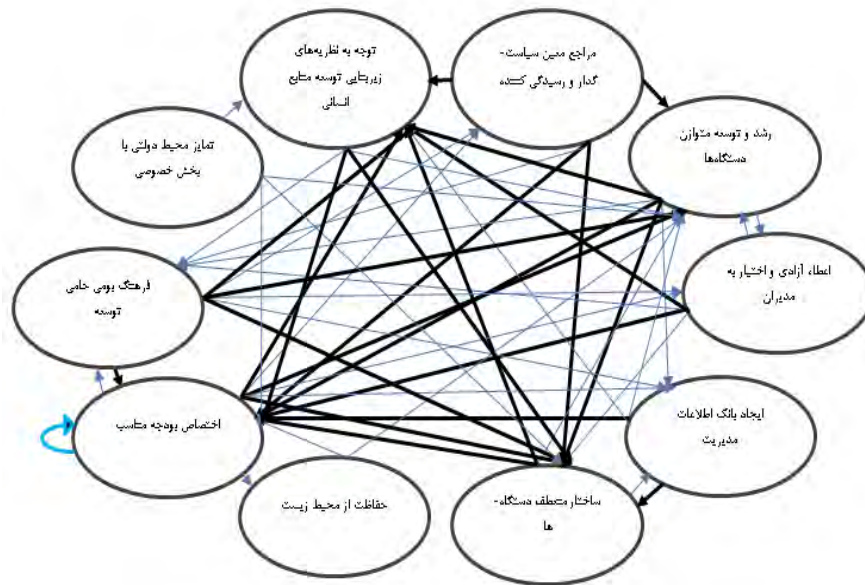 توجه به نظریه‌های
زیربنایی توسعه منابع
انسانی
مراجع معین سیاست-
گذار و رسیدگی کننده
رشد و توسعه متوازن
دستگاه‌ها
تمایز محیط دولتی با
بخش خصوصی
اعطاء آزادی و اختیار به
مدیران
فرهنگ بومی حامی
توسعه
ایجاد بانک اطلاعات
مدیریت
اختصاص بودجه مناسب
حفاظت از محیط زیست
ساختار منعطف دستگاه-
ها